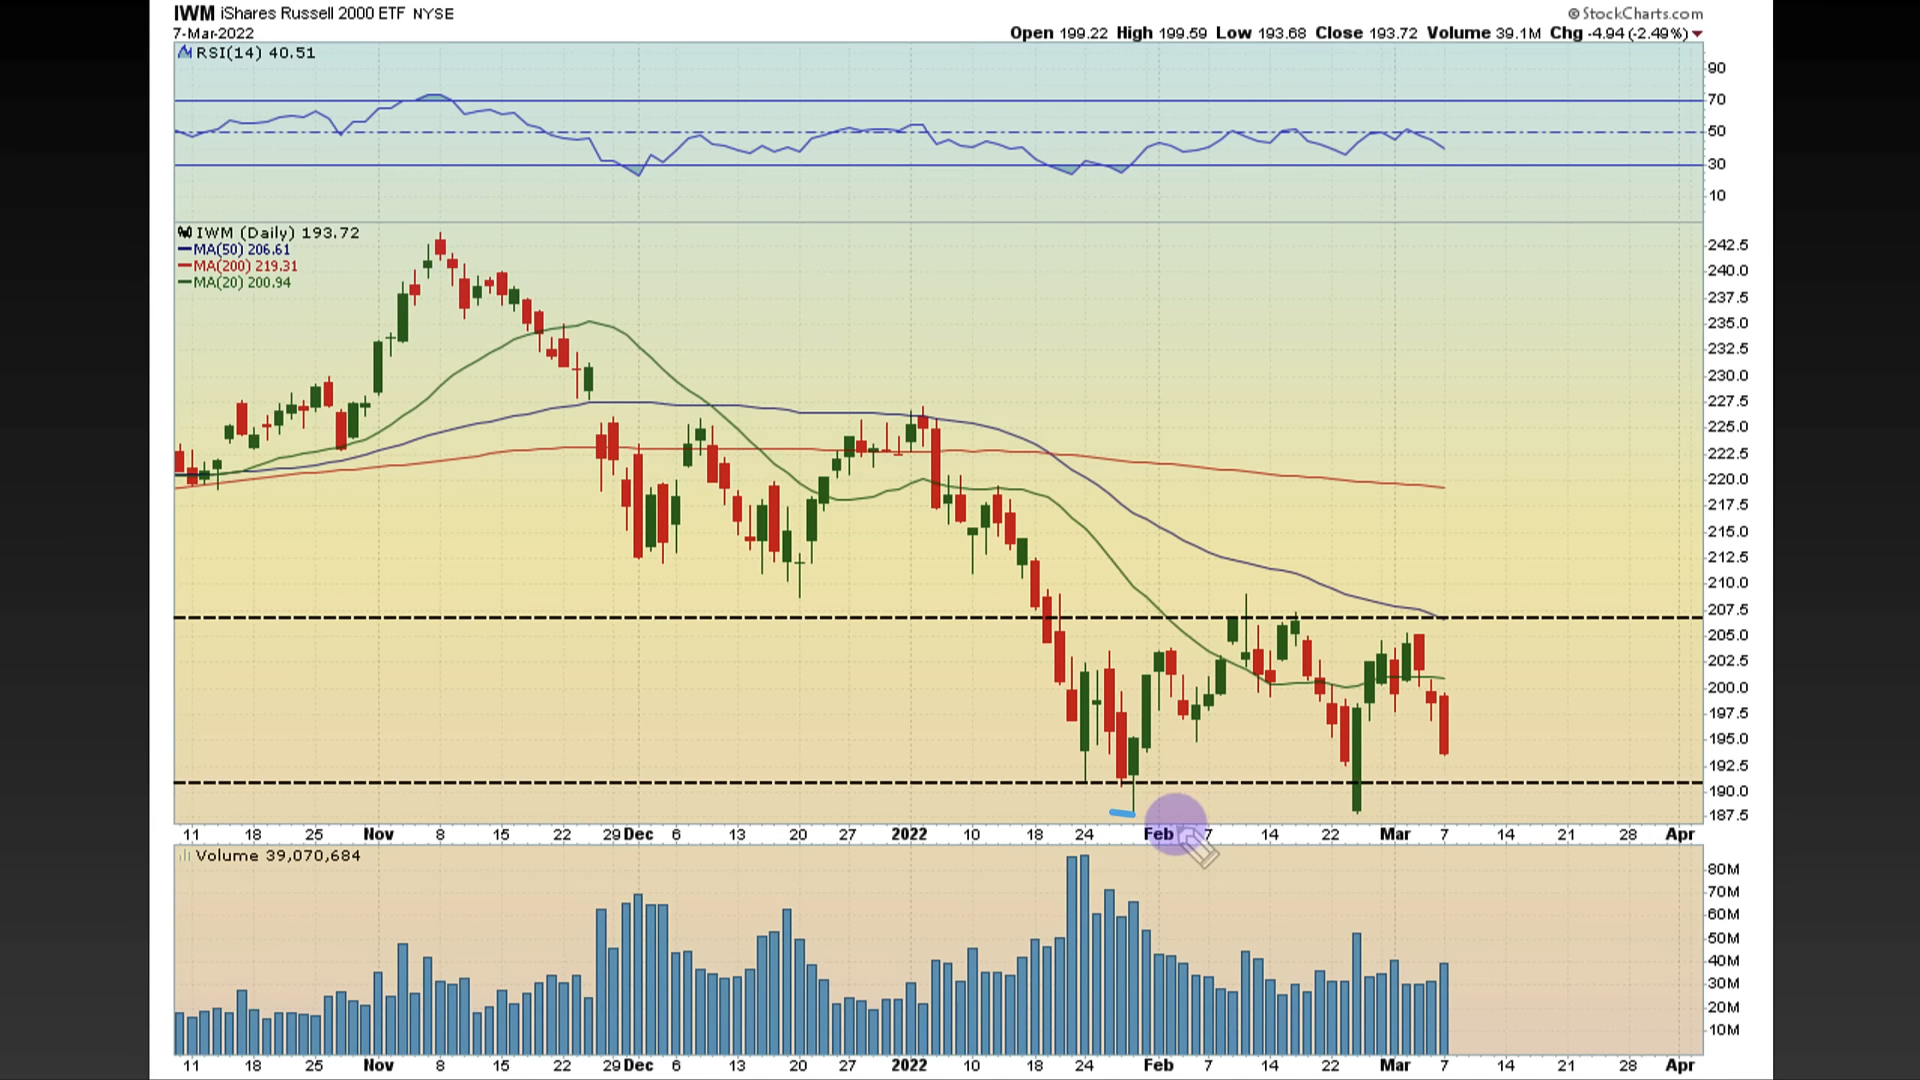 IWM iShares Russell 2000 ETF NYSE
© StockCharts.com
7-Mar-2022
Open 199.22 High 199.59 Low 193.68 Close 193.72 Volume 39.1M Chg -4.94 (-2.49%)
RSI(14) 40.51
90
70
50
30
10
IWM (Daily) 193.72
MA(50) 206.61
MA(200) 219.31
MA(20) 200.94
242.5
240.0
237.5
235.0
232.5
230.0
227.5
225.0
222.5
220.0
217.5
215.0
212.5
210.0
207.5
205.0
202.5
200.0
197.5
195.0
192.5
190.0
187.5
11 18 25 Nov 8 15 22 29 Dec 6 13 20 27 2022 10 18 24 Feb 7 14 22 Mar 7 14 21 28 Apr
Volume 39,070,684
80M
70M
60M
50M
40M
30M
20M
10M
11 18 25 Nov 8 15 22 29 Dec 6 13 20 27 2022 10 18 24 Feb 7 14 22 Mar 7 14 21 28 Apr